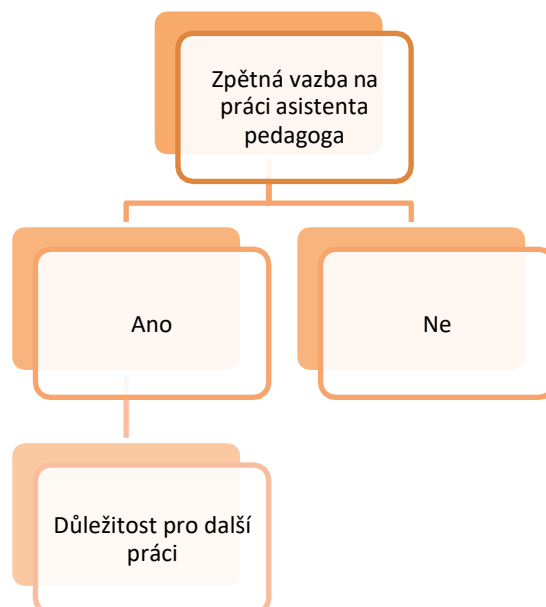 Zpětná vazba na
práci asistenta
pedagoga
Ano
Ne
Důležitost pro další
práci